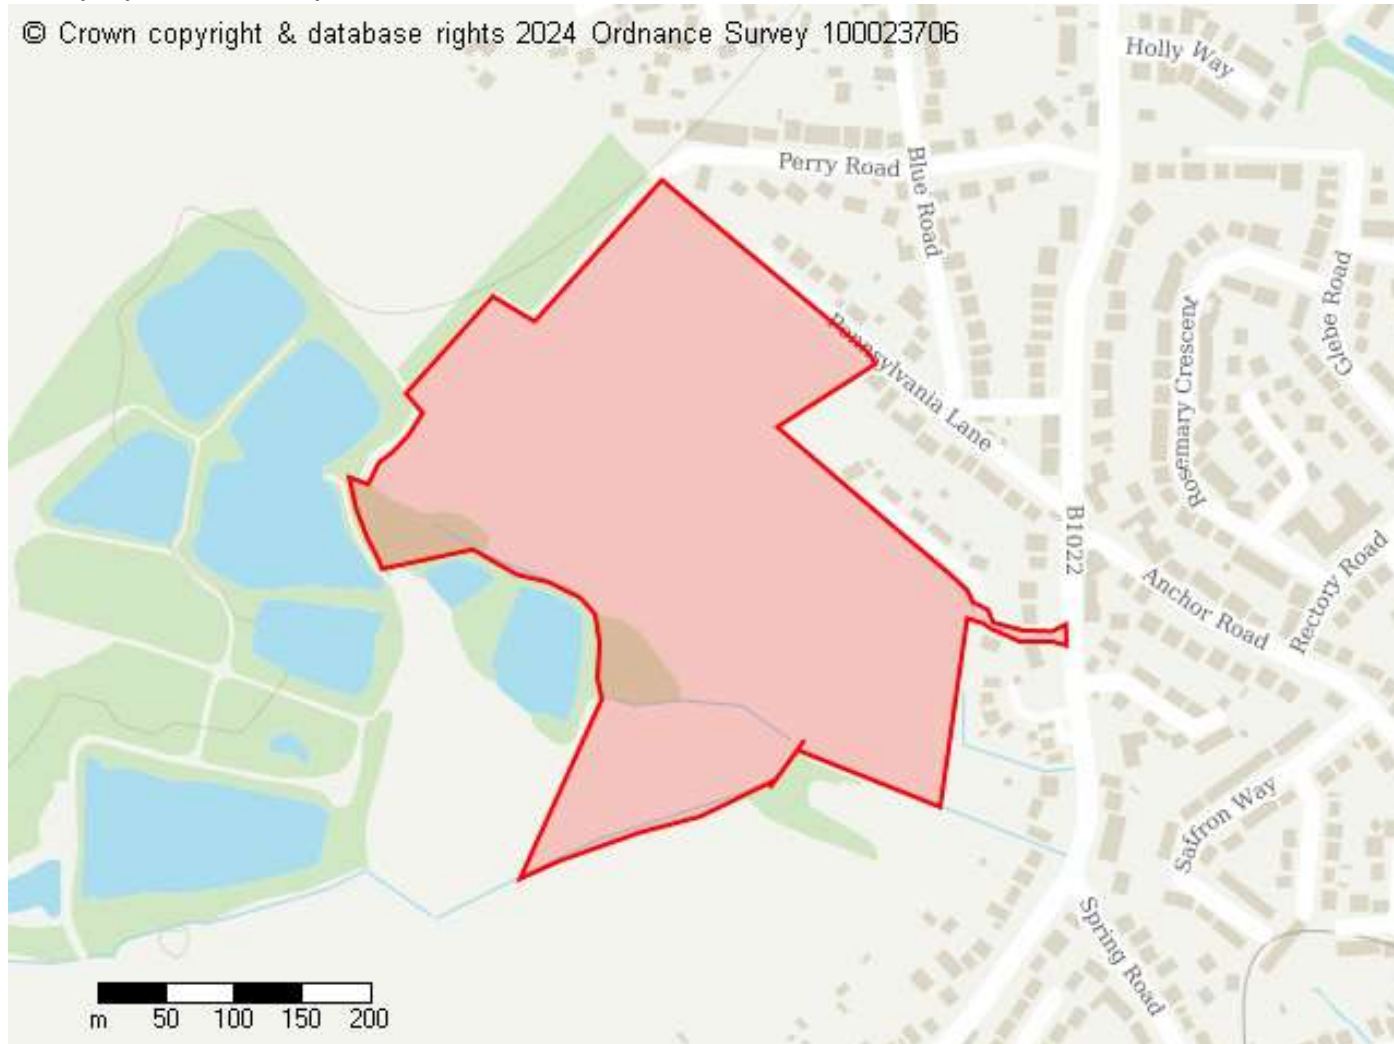 © Crown copyright & database rights 2024 Ordnance Survey 100023706
Holly Way
Perry Road
Blue Road
Glebe Road
Pennsylvania Lane
Rosemary Crescent
B1022
Rectory Road
Anchor Road
Saffron Way
Spring Road
m 50 100 150 200